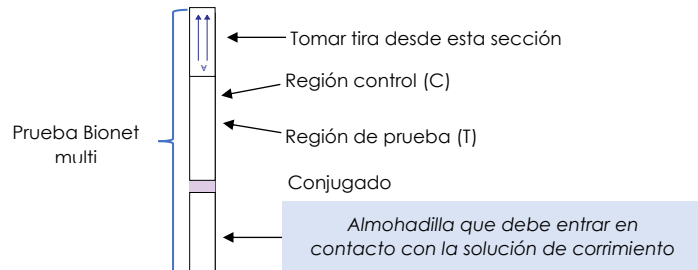 Tomar tira desde esta sección
Región control (C)
Prueba Bionet
multi
Región de prueba (T)
Conjugado
Almohadilla que debe entrar en
contacto con la solución de corrimiento